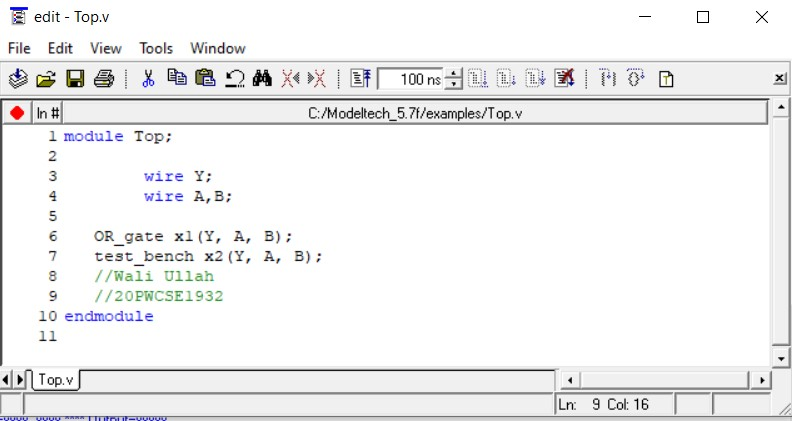 edit - Top.v
File Edit View Tools Window
100 ns
ln #
C:/Modeltech_5.7f/examples/Top.v
1 module Top;
2
3 wire Y;
4 wire A,B;
5
6 OR_gate x1(Y, A, B);
7 test_bench x2(Y, A, B);
8 //Wali Ullah
9 //20PWCSE1932
10 endmodule
11
Top.v
Ln: 9 Col: 16